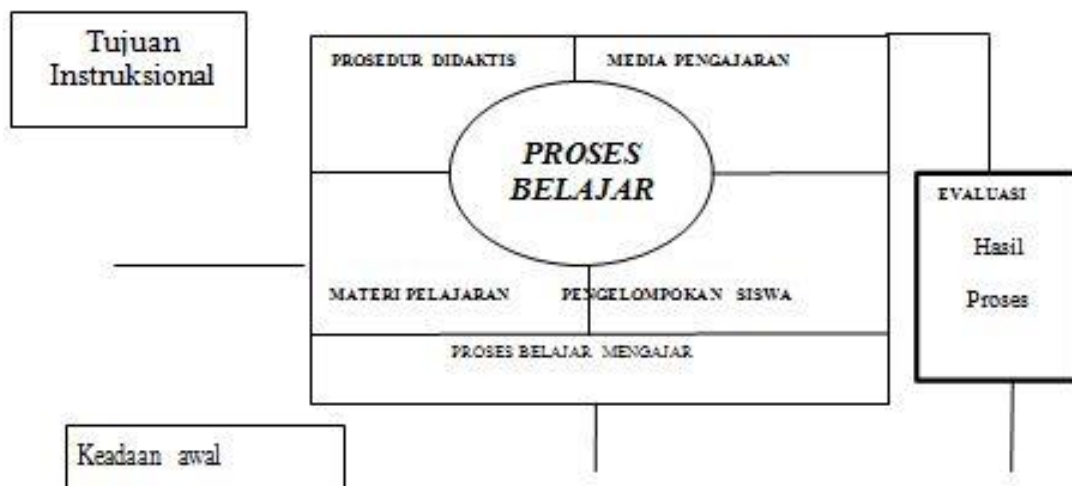 Tujuan
Instruksional
PROSEDUR DIDAKTIS
MEDIA PENGAJARAN
PROSES
BELAJAR
EVALUASI
Hasil
Proses
MATERI PELAJARAN
PENGELOMPOKAN SISWA
PROSES BELAJAR MENGAJAR
Keadaan awal